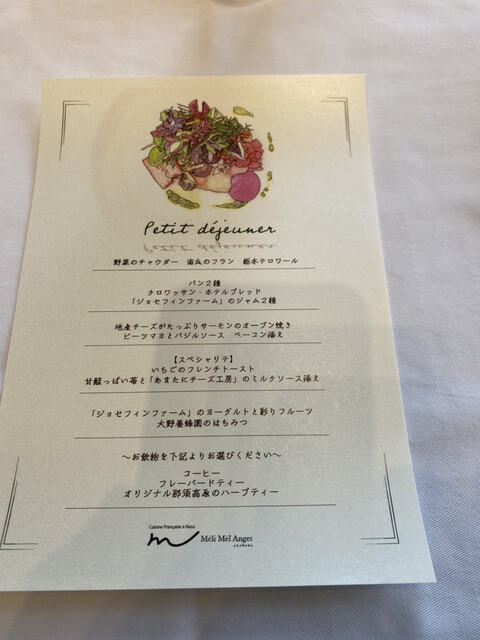 Petit déjeuner
野菜のチャウダー 南瓜のフラン 栃木テロワール
パン２種
クロワッサン・ホテルブレッド
「ジョセフィンファーム」のジャム２種
地産チーズがたっぷりサーモンのオーブン焼き
ビーツマヨとバジルソース ベーコン添え
【スペシャリテ】
いちごのフレンチトースト
甘酸っぱい苺と「あまたにチーズ工房」のミルクソース添え
「ジョセフィンファーム」のヨーグルトと彩りフルーツ
大野養蜂園のはちみつ
～お飲物を下記よりお選びください～
コーヒー
フレーバードティー
オリジナル那須高原のハーブティー
Cuisine Française à Nasu
Méli Mél Anges